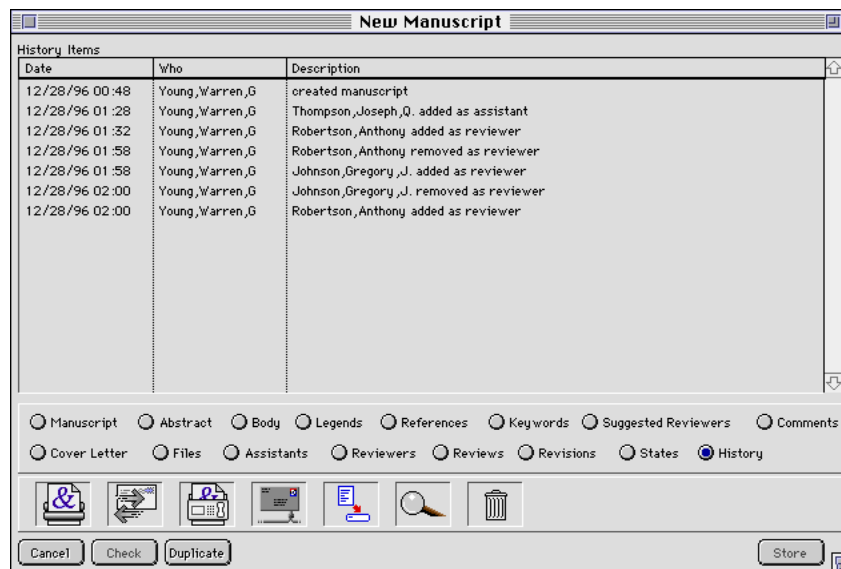 New Manuscript
History Items
Date Who Description
12/28/96 00:48 Young,Warren,G created manuscript
12/28/96 01:28 Young,Warren,G Thompson,Joseph,Q. added as assistant
12/28/96 01:32 Young,Warren,G Robertson,Anthony added as reviewer
12/28/96 01:58 Young,Warren,G Robertson,Anthony removed as reviewer
12/28/96 01:58 Young,Warren,G Johnson,Gregory,J. added as reviewer
12/28/96 02:00 Young,Warren,G Johnson,Gregory,J. removed as reviewer
12/28/96 02:00 Young,Warren,G Robertson,Anthony added as reviewer
Manuscript Abstract Body Legends References Keywords Suggested Reviewers Comments
Cover Letter Files Assistants Reviewers Reviews Revisions States History
& &
Cancel Check Duplicate Store